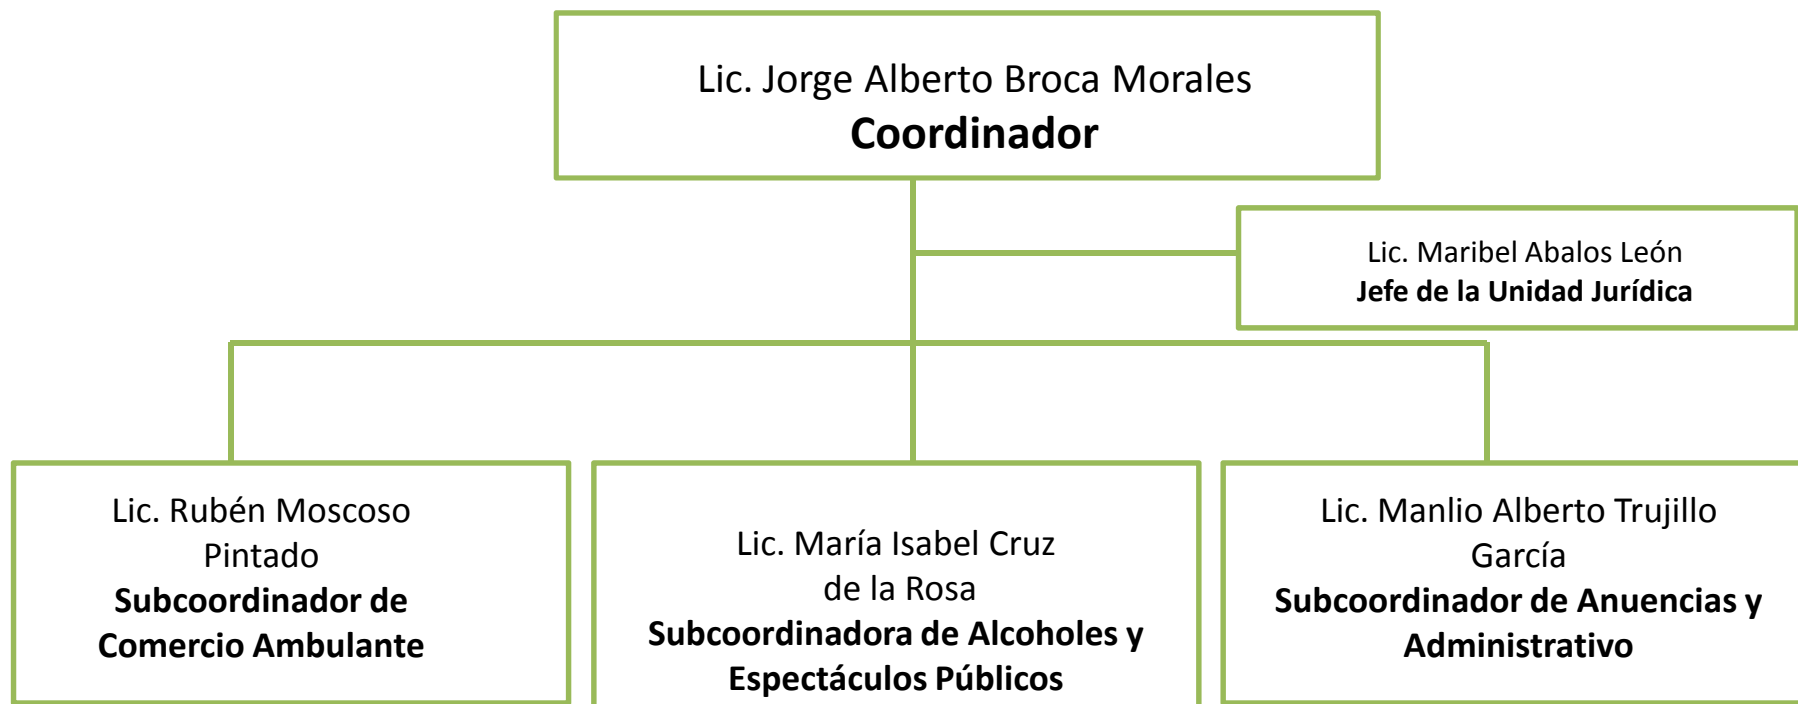 Lic. Jorge Alberto Broca Morales
Coordinador
Lic. Maribel Abalos León
Jefe de la Unidad Jurídica
Lic. Rubén Moscoso
Pintado
Subcoordinador de
Comercio Ambulante
Lic. María Isabel Cruz
de la Rosa
Subcoordinadora de Alcoholes y
Espectáculos Públicos
Lic. Manlio Alberto Trujillo
García
Subcoordinador de Anuencias y
Administrativo